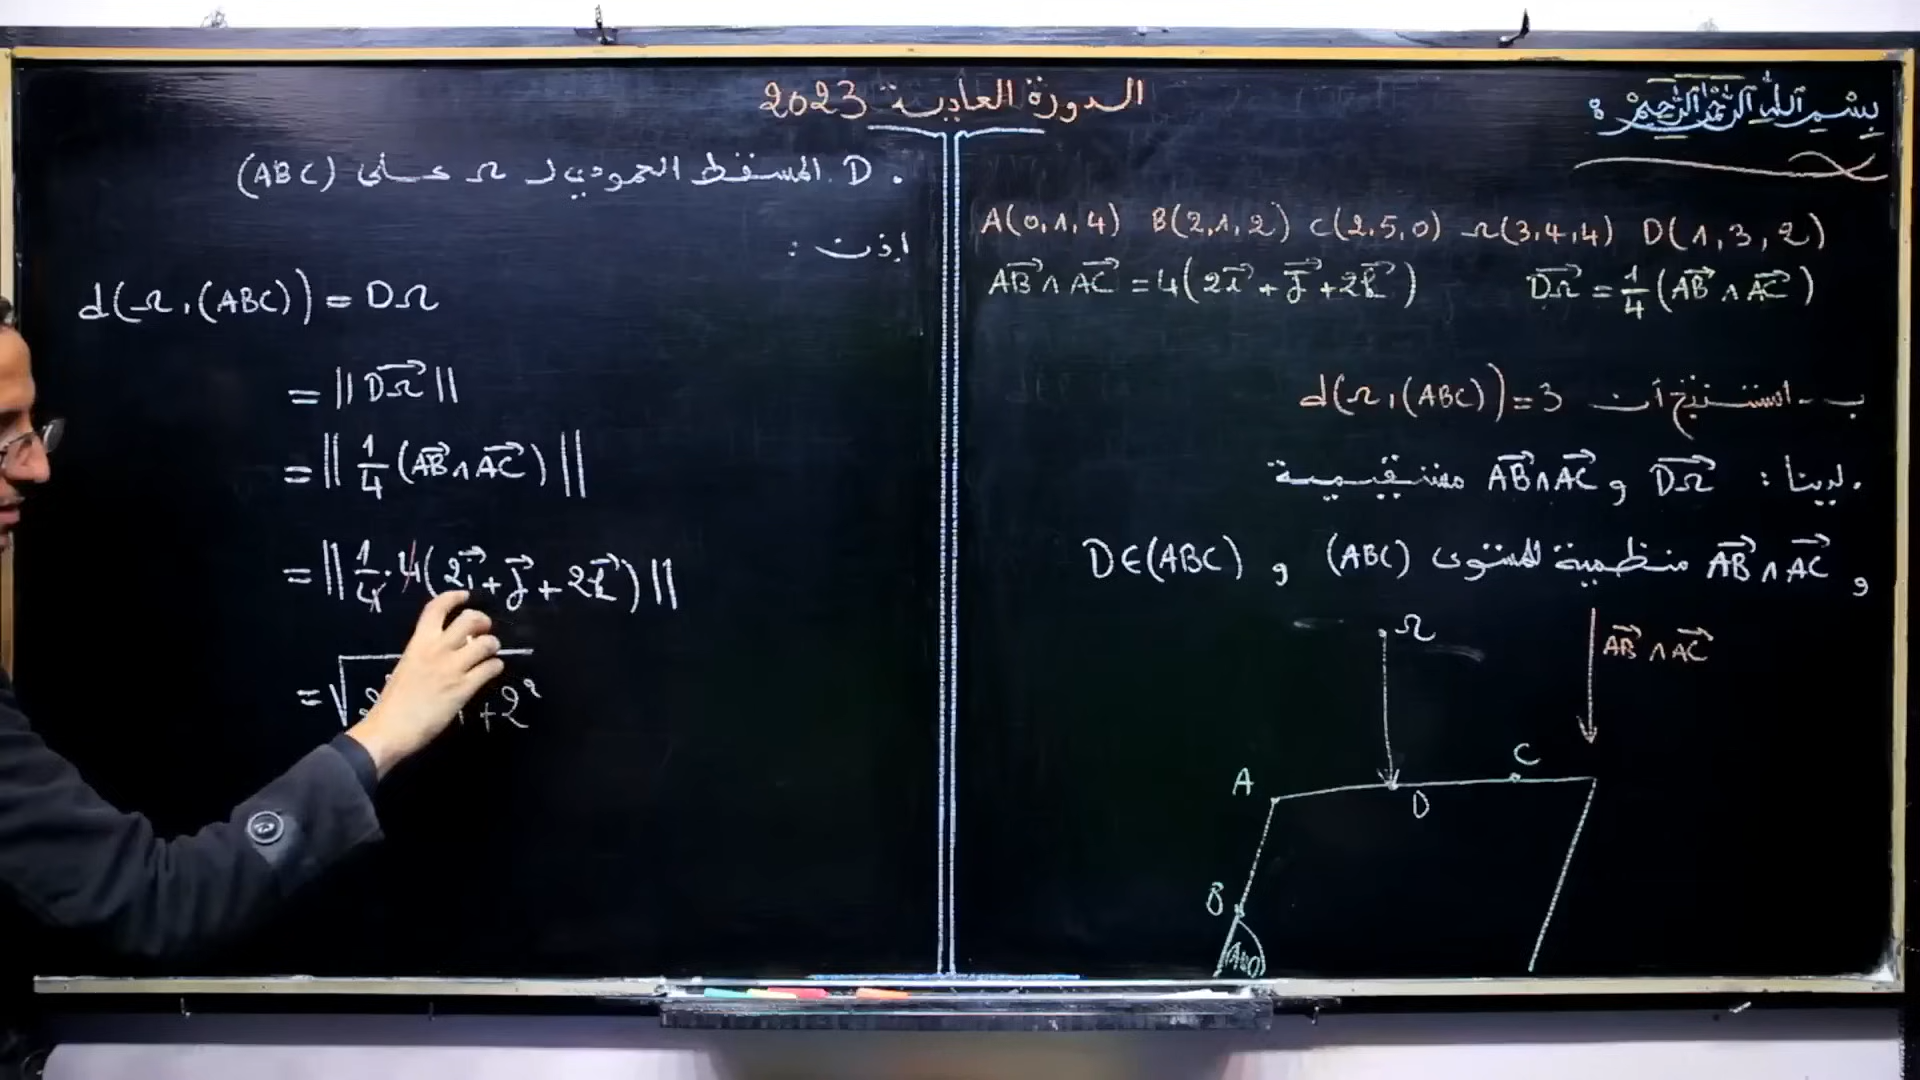 الدورة العادية 2023
بسم الله الرحمن الرحيم :
A(0,1,4) B(2,1,2) C(2,5,0) Ω(3,4,4) D(1,3,2)
AB⃗ ∧ AC⃗ = 4(2i⃗ + j⃗ + 2k⃗) DΩ⃗ = 1/4 (AB⃗ ∧ AC⃗)
ب - استنتج أن d(Ω,(ABC)) = 3
. لدينا : DΩ⃗ و AB⃗∧AC⃗ مستقيمية
و AB⃗∧AC⃗ منظمية للمستوى (ABC) و D∈(ABC)
Ω
AB⃗ ∧ AC⃗
A
D
C
B
(ABC)
. D المسقط العمودي لـ Ω على (ABC)
إذن :
d(Ω,(ABC)) = DΩ
= ||DΩ⃗||
= ||1/4 (AB⃗∧AC⃗)||
= ||1/4 · 4(2i⃗ + j⃗ + 2k⃗)||
= √ 2² + 2²